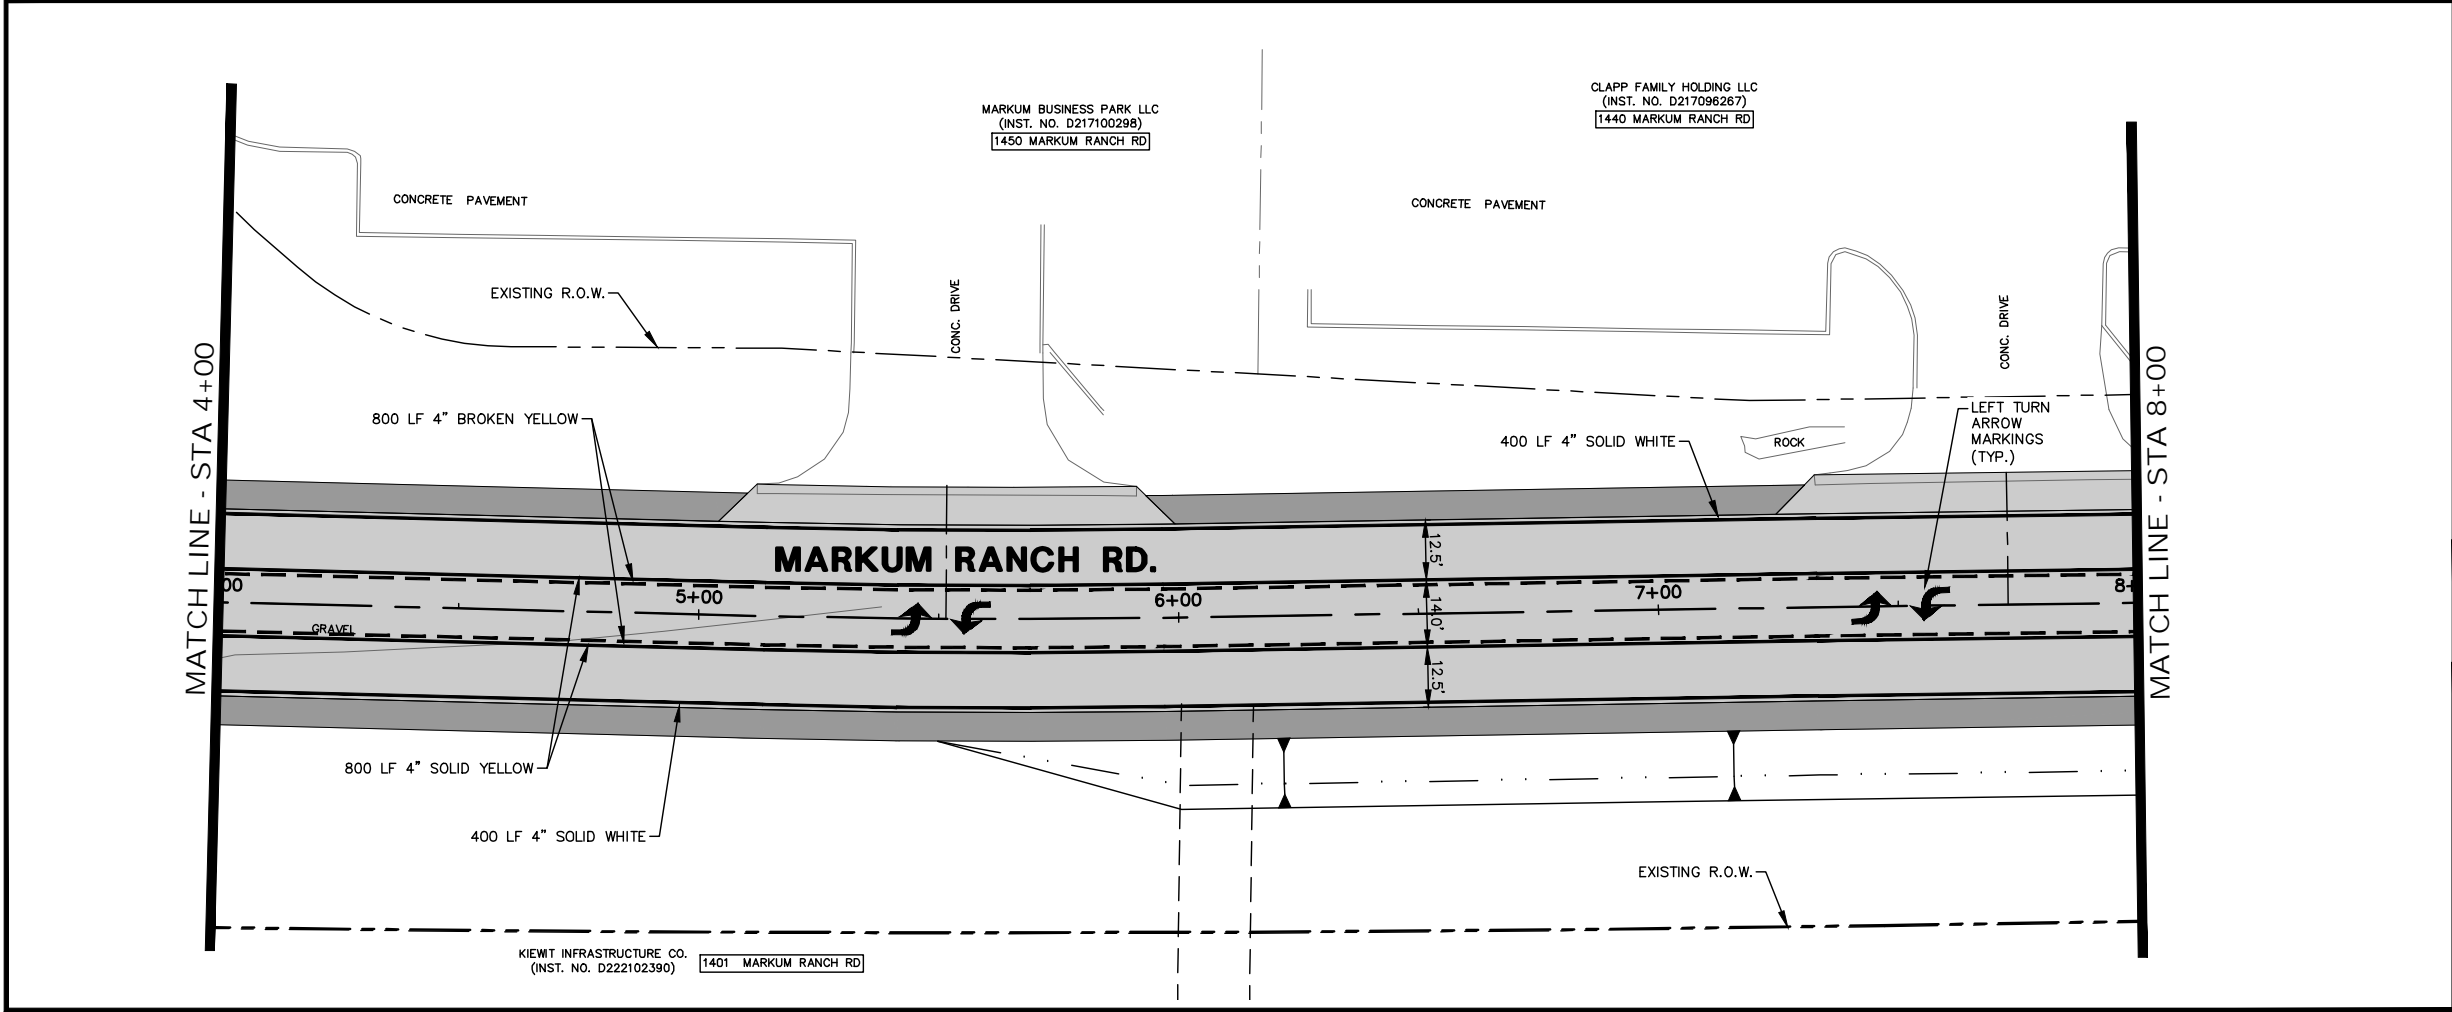 MARKUM BUSINESS PARK LLC
(INST. NO. D217100298)
1450 MARKUM RANCH RD
CLAPP FAMILY HOLDING LLC
(INST. NO. D217096267)
1440 MARKUM RANCH RD
CONCRETE PAVEMENT
CONCRETE PAVEMENT
EXISTING R.O.W.
CONC. DRIVE
CONC. DRIVE
MATCH LINE - STA 4+00
MATCH LINE - STA 8+00
800 LF 4" BROKEN YELLOW
400 LF 4" SOLID WHITE
ROCK
LEFT TURN
ARROW
MARKINGS
(TYP.)
MARKUM RANCH RD.
12.5'
14.0'
12.5'
00
5+00
6+00
7+00
8+
GRAVEL
800 LF 4" SOLID YELLOW
400 LF 4" SOLID WHITE
EXISTING R.O.W.
KIEWIT INFRASTRUCTURE CO.
(INST. NO. D222102390)
1401 MARKUM RANCH RD